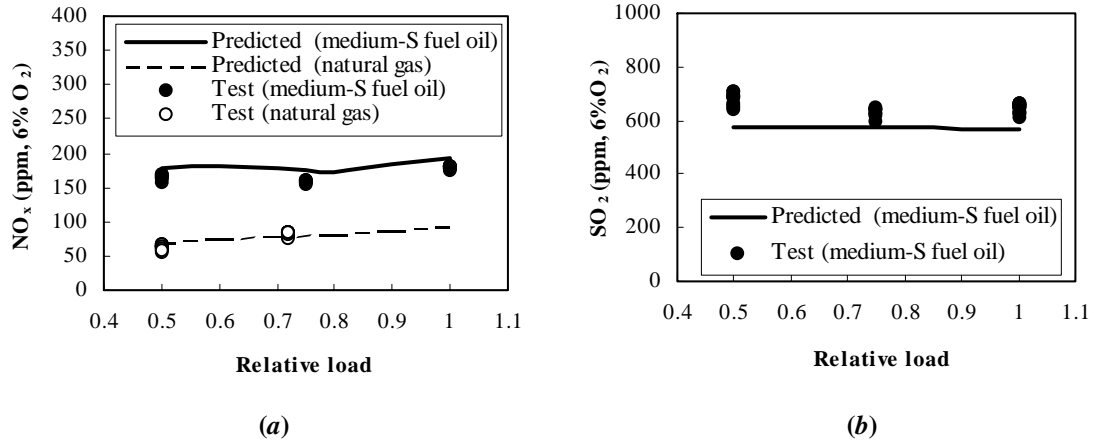 400
350
300
250
200
150
100
50
0
NOx (ppm, 6% O2)
Predicted (medium-S fuel oil)
Predicted (natural gas)
Test (medium-S fuel oil)
Test (natural gas)
0.4 0.5 0.6 0.7 0.8 0.9 1 1.1
Relative load
(a)
1000
800
600
400
200
0
SO2 (ppm, 6%O2)
Predicted (medium-S fuel oil)
Test (medium-S fuel oil)
0.4 0.5 0.6 0.7 0.8 0.9 1 1.1
Relative load
(b)